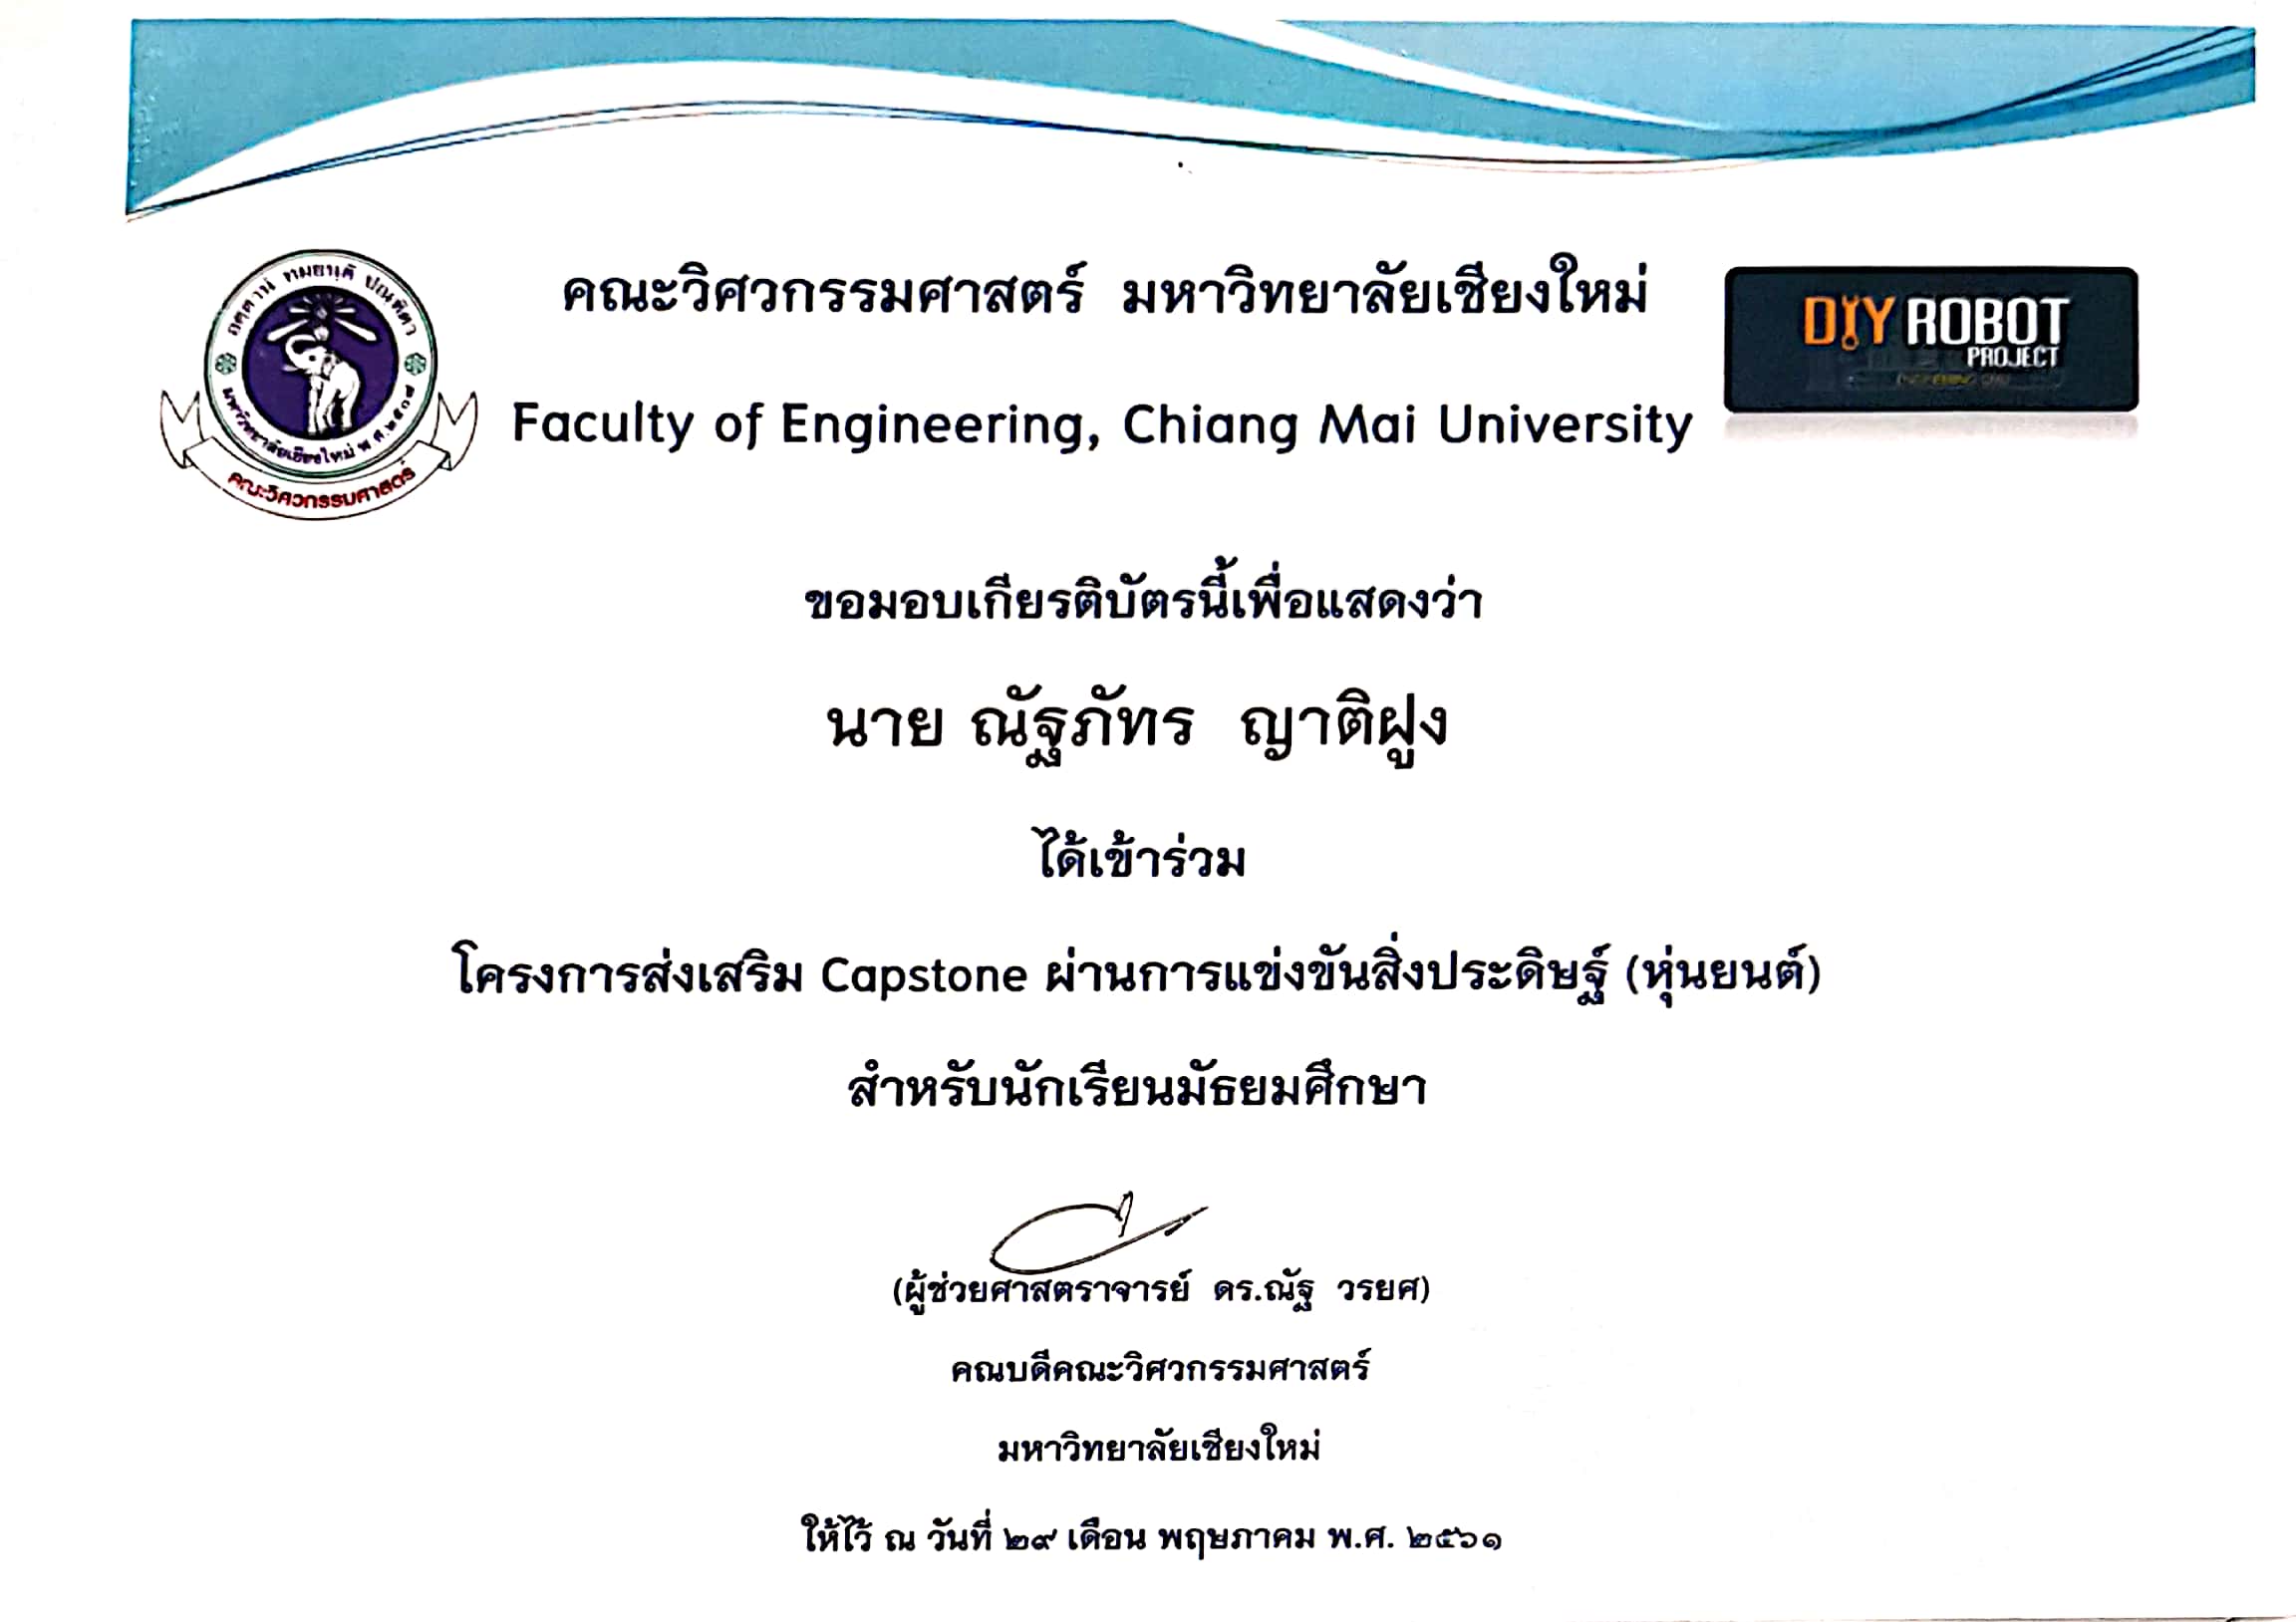 คณะวิศวกรรมศาสตร์ มหาวิทยาลัยเชียงใหม่
DIY ROBOT
PROJECT
Faculty of Engineering, Chiang Mai University
อตฺตานํ ทมยนฺติ ปณฺฑิตา
มหาวิทยาลัยเชียงใหม่ พ.ศ.๒๕๐๗
คณะวิศวกรรมศาสตร์
ขอมอบเกียรติบัตรนี้เพื่อแสดงว่า
นาย ณัฐภัทร ญาติฝูง
ได้เข้าร่วม
โครงการส่งเสริม Capstone ผ่านการแข่งขันสิ่งประดิษฐ์ (หุ่นยนต์)
สำหรับนักเรียนมัธยมศึกษา
(ผู้ช่วยศาสตราจารย์ ดร.ณัฐ วรยศ)
คณบดีคณะวิศวกรรมศาสตร์
มหาวิทยาลัยเชียงใหม่
ให้ไว้ ณ วันที่ ๒๙ เดือน พฤษภาคม พ.ศ. ๒๕๖๑